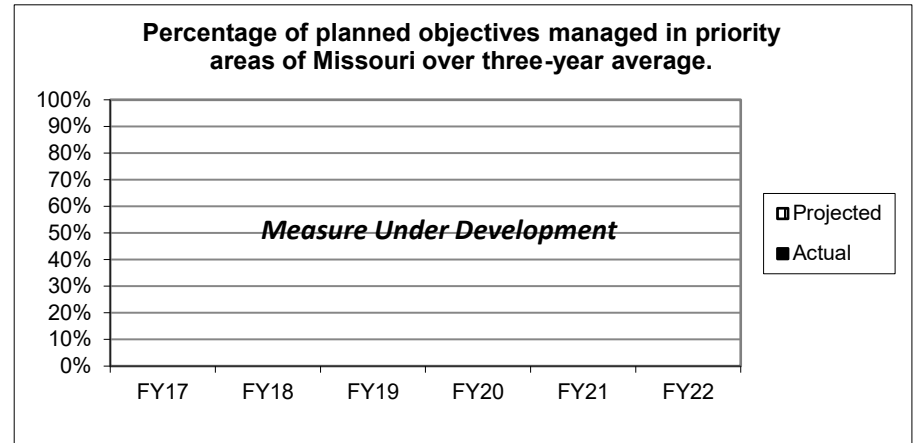 Percentage of planned objectives managed in priority
areas of Missouri over three-year average.
100%
90%
80%
70%
60%
50%
40%
30%
20%
10%
0%
Measure Under Development
FY17 FY18 FY19 FY20 FY21 FY22
Projected
Actual